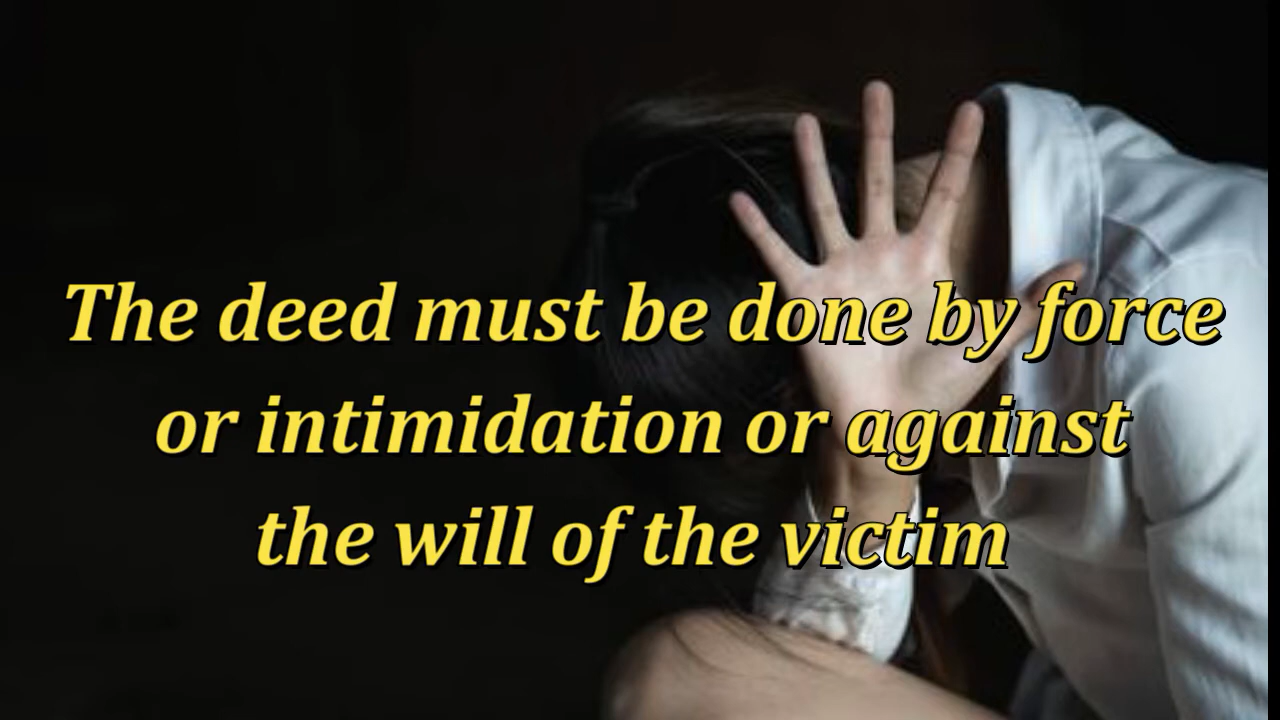 The deed must be done by force
or intimidation or against
the will of the victim